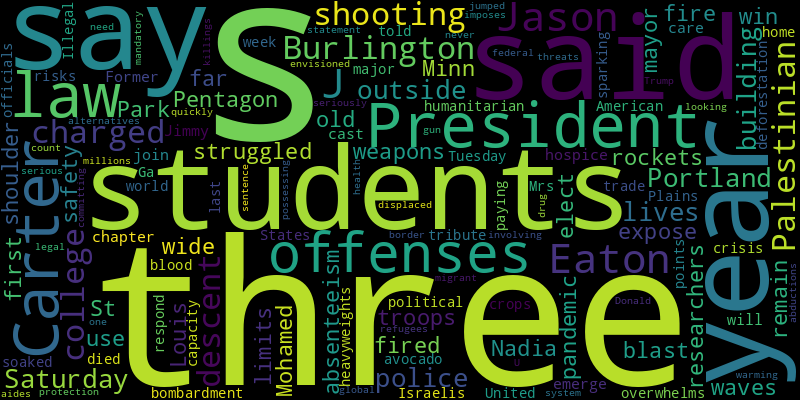 say
S
said
shooting
Jason
fire
win
Illegal
need
mandatory
killings
statement
envisioned
never
jumped
imposes
week
told
mayor
care
home
officials
law
risks
Former
far
Burlington
Minn
major
federal
threats
Trump
sparking
building
deforestation
Palestinian
Park
Pentagon
quickly
seriously
J
outside
humanitarian
American
looking
alternatives
charged
Jimmy
old
cast
gun
President
count
serious
join
struggled
weapons
Tuesday
hospice
rockets
millions
Ga
world
last
sentence
possessing
health
students
displaced
Mrs
drug
paying
trade
Plains
Portland
year
shoulder
safety
committing
Carter
college
legal
chapter
wide
States
tribute
border
involving
elect
lives
expose
crisis
first
blood
offenses
Eaton
points
researchers
will
remain
abductions
St
one
descent
Louis
respond
capacity
use
died
three
limits
Mohamed
absenteeism
heavyweights
political
troops
refugees
migrant
crops
Donald
pandemic
fired
avocado
Nadia
U
blast
soaked
Saturday
police
emerge
warming
waves
aides
protection
bombardment
global
Israelis
United
system
overwhelms